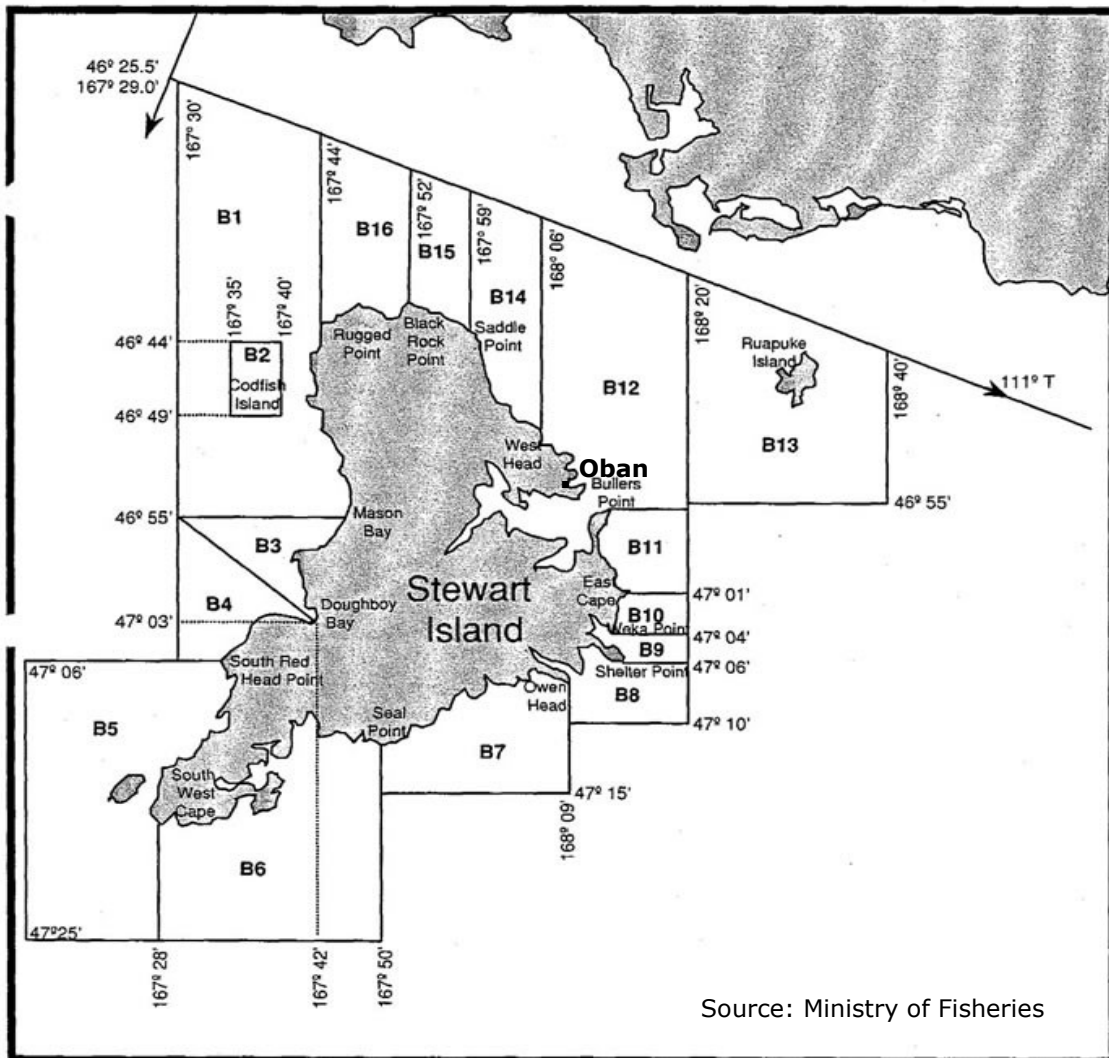 46º 25.5'
167º 29.0'
167º 30'
167º 44'
167º 52'
167º 59'
168º 06'
B1
B16
B15
B14
168º 20'
167º 35'
167º 40'
46º 44'
B2
Codfish
Island
46º 49'
Rugged
Point
Black
Rock
Point
Saddle
Point
B12
Ruapuke
Island
168º 40'
111º T
B13
West
Head
Oban
Bullers
Point
46º 55'
46º 55'
Mason
Bay
B3
B11
B4
Doughboy
Bay
Stewart
Island
East
Cape
47º 01'
B10
47º 03'
Weka Point
47º 04'
B9
47º 06'
South Red
Head Point
Shelter Point
47º 06'
Owen
Head
B8
Seal
Point
47º 10'
B5
B7
South
West
Cape
47º 15'
168º 09'
B6
47º25'
167º 28'
167º 42'
167º 50'
Source: Ministry of Fisheries